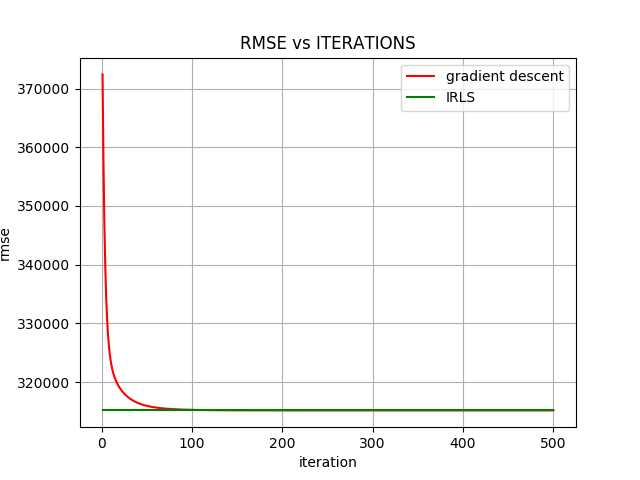 RMSE vs ITERATIONS
gradient descent
IRLS
370000
360000
350000
340000
330000
320000
rmse
0 100 200 300 400 500
iteration